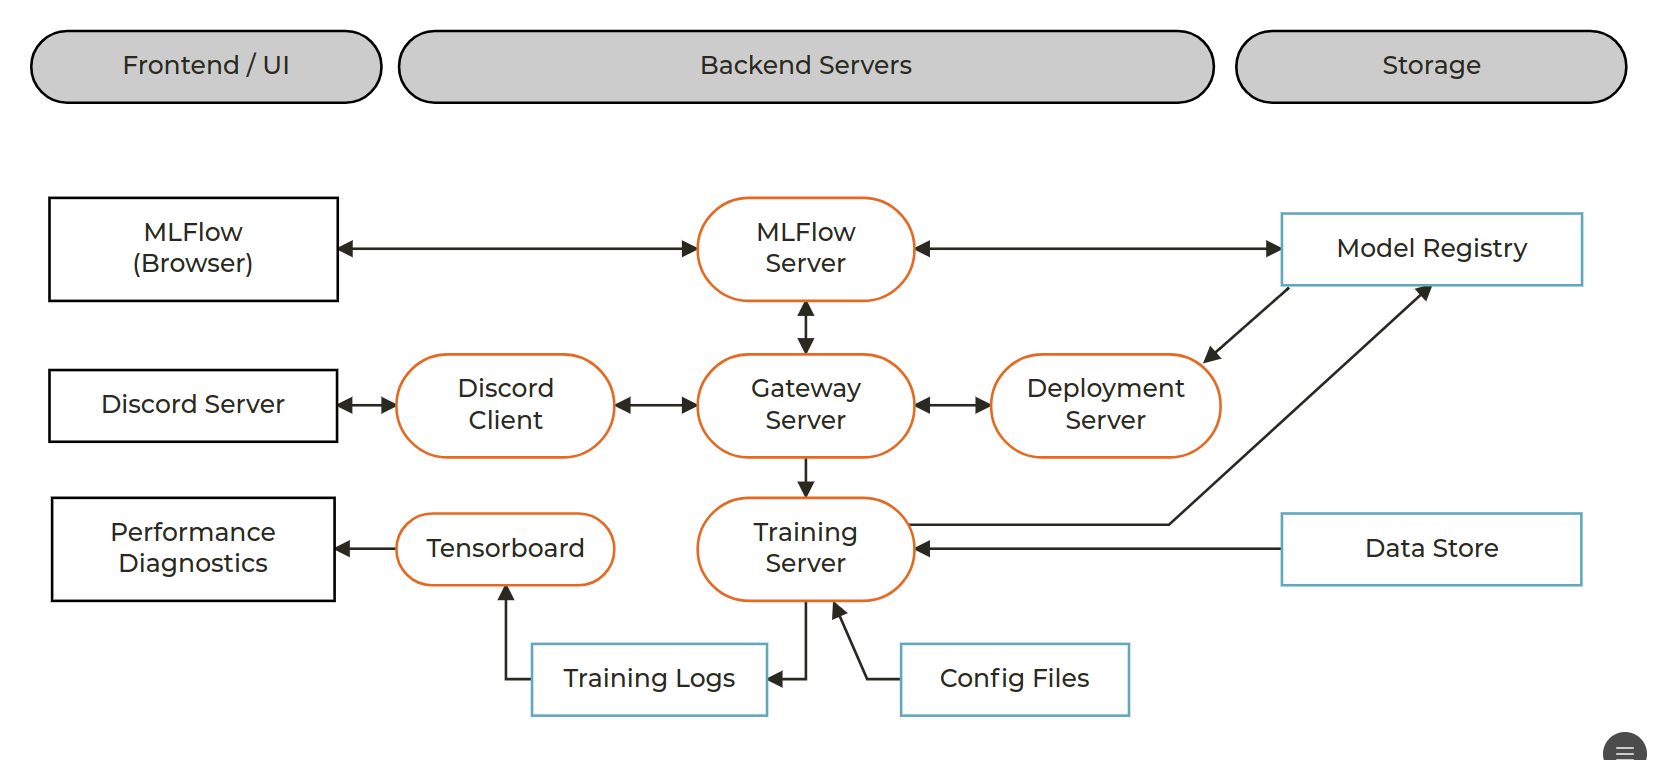 Frontend / UI
Backend Servers
Storage
MLFlow
(Browser)
MLFlow
Server
Model Registry
Discord Server
Discord
Client
Gateway
Server
Deployment
Server
Performance
Diagnostics
Tensorboard
Training
Server
Data Store
Training Logs
Config Files